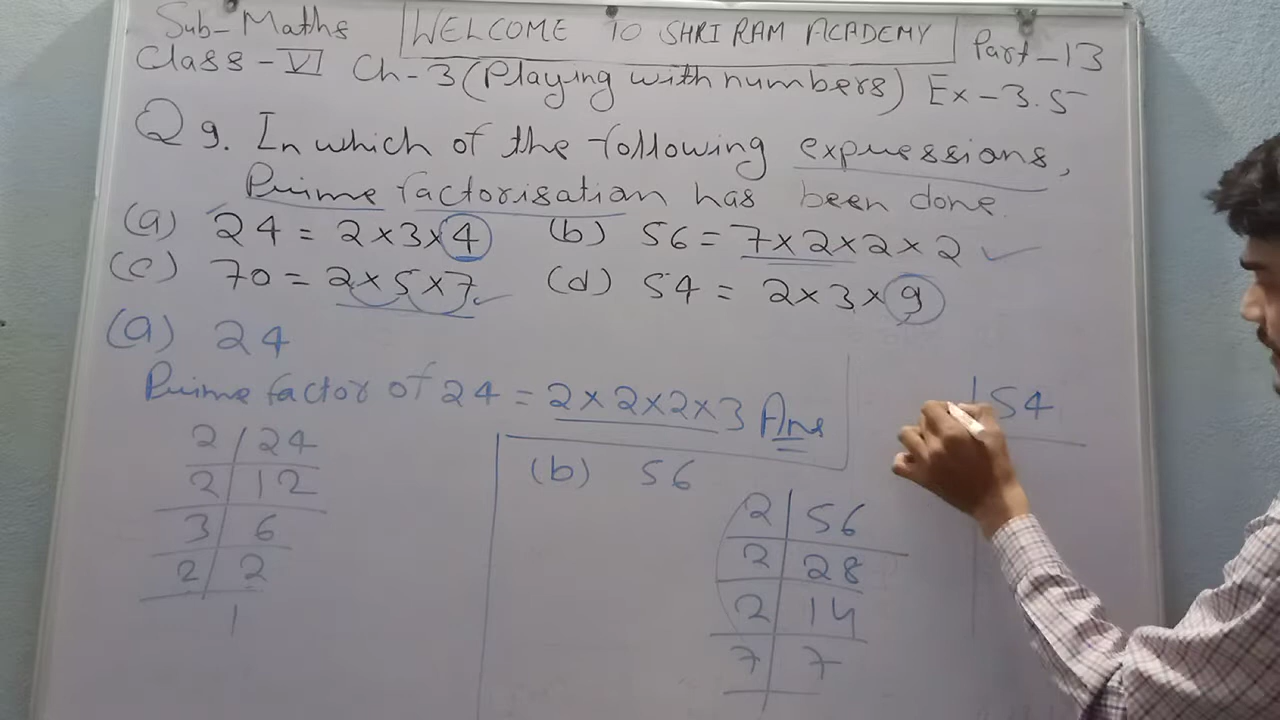 Sub-Maths WELCOME TO SHRI RAM ACADEMY Part-13
Class-VI Ch-3 (Playing with numbers) Ex-3.5
Q9. In which of the following expressions,
Prime factorisation has been done.
(a) 24 = 2×3×4 (b) 56 = 7×2×2×2 ✓
(c) 70 = 2×5×7 ✓ (d) 54 = 2×3×9
(a) 24
Prime factor of 24 = 2×2×2×3 Ans
2 | 24
2 | 12
3 | 6
2 | 2
1
(b) 56
2 | 56
2 | 28
2 | 14
7 | 7
54